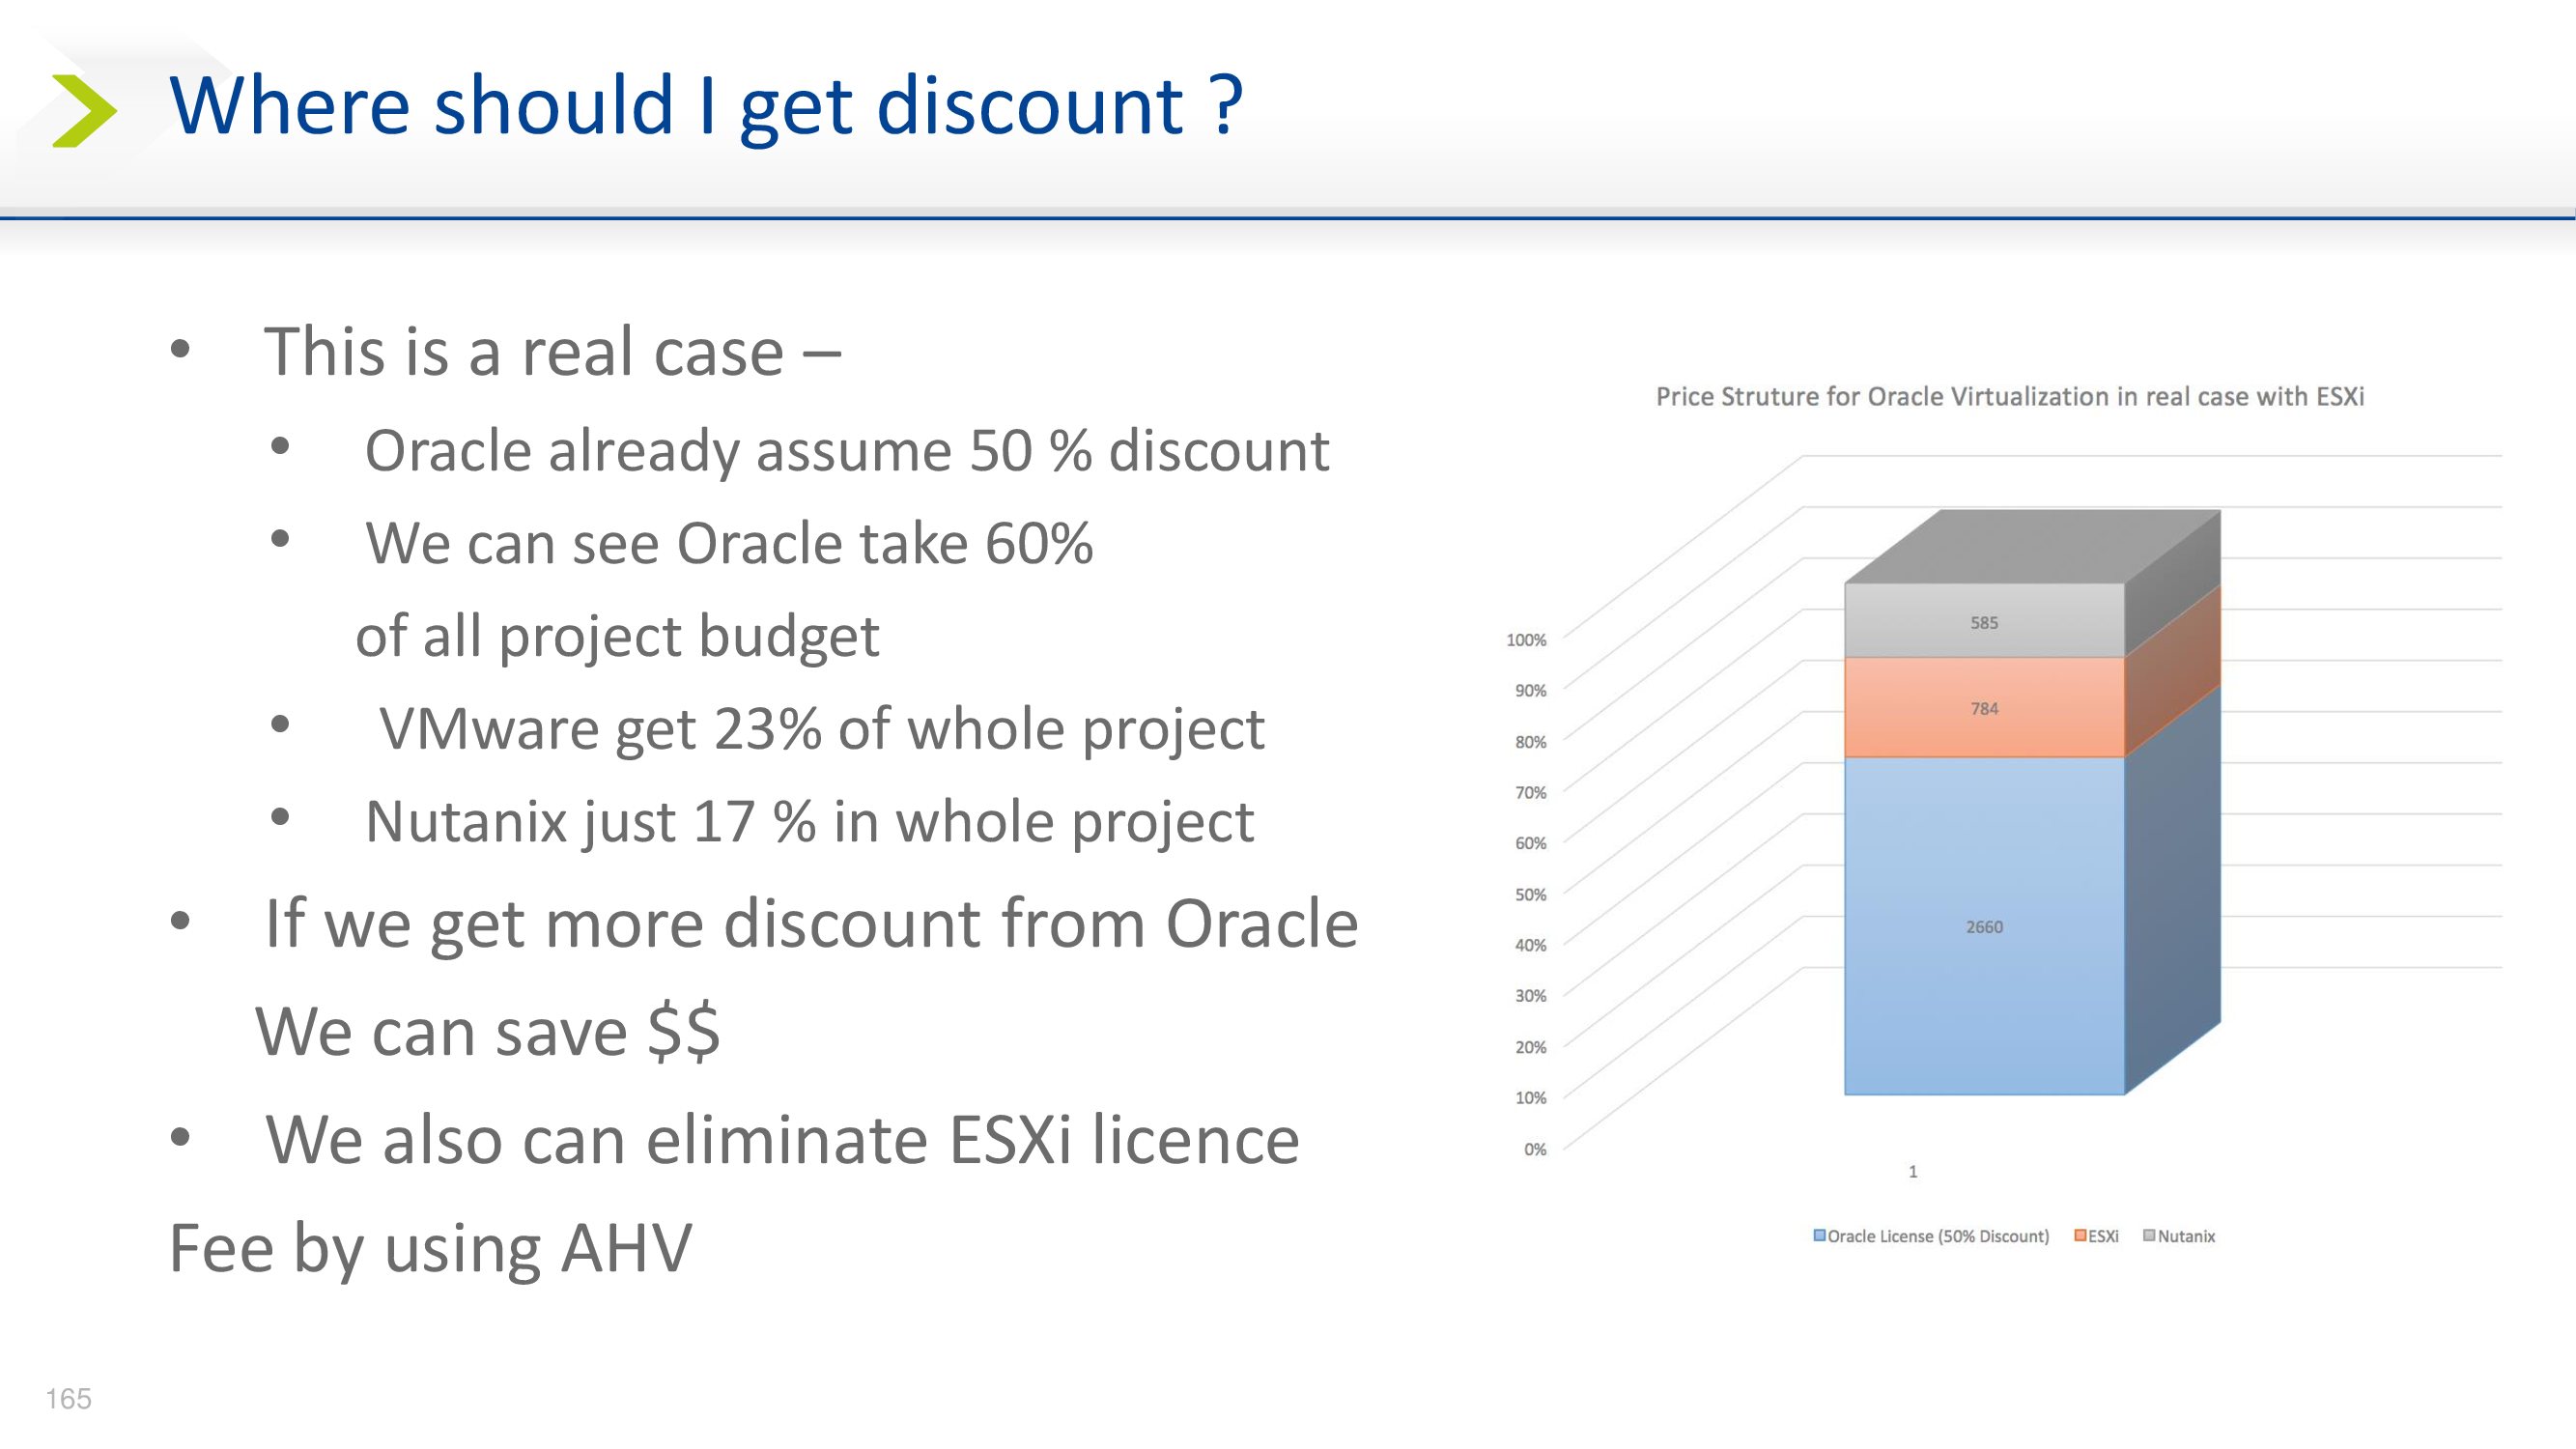 Where should I get discount ?
• This is a real case –
• Oracle already assume 50 % discount
• We can see Oracle take 60%
of all project budget
• VMware get 23% of whole project
• Nutanix just 17 % in whole project
• If we get more discount from Oracle
We can save $$
• We also can eliminate ESXi licence
Fee by using AHV
Price Struture for Oracle Virtualization in real case with ESXi
100%
90%
80%
70%
60%
50%
40%
30%
20%
10%
0%
585
784
2660
1
Oracle License (50% Discount) ESXi Nutanix
165